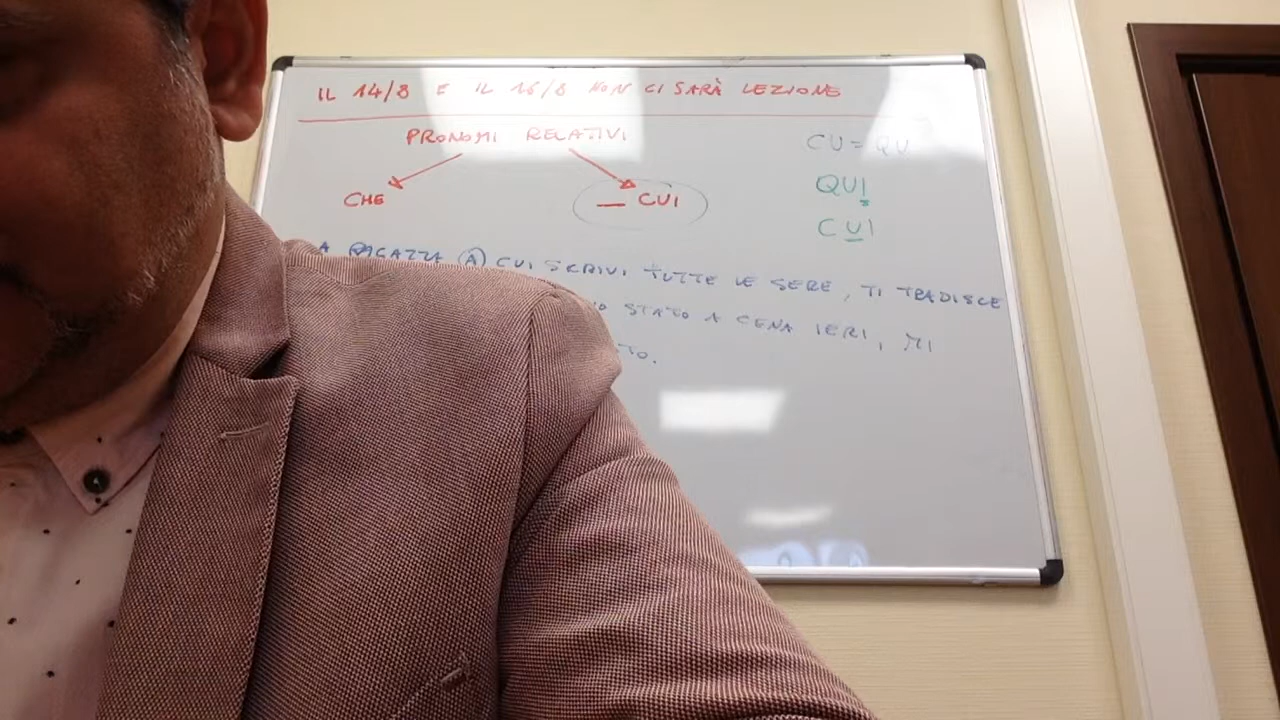 IL 14/8 E IL 16/8 NON CI SARÀ LEZIONE
PRONOMI RELATIVI
CHE
_ CUI
CU = QU
QUI
CUI
A RAGAZZA A CUI SCRIVI TUTTE LE SERE, TI TRADISCE
STATO A CENA IERI, MI
TO.